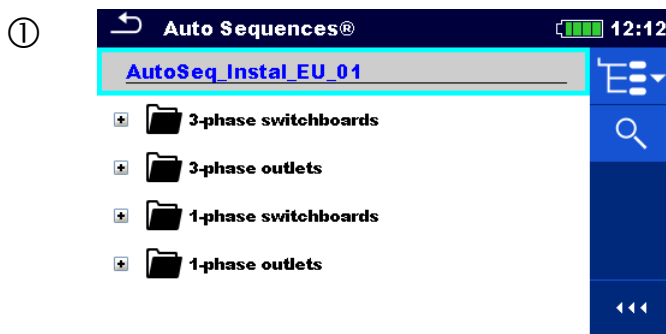 ①
Auto Sequences® 12:12
AutoSeq_Instal_EU_01
3-phase switchboards
3-phase outlets
1-phase switchboards
1-phase outlets